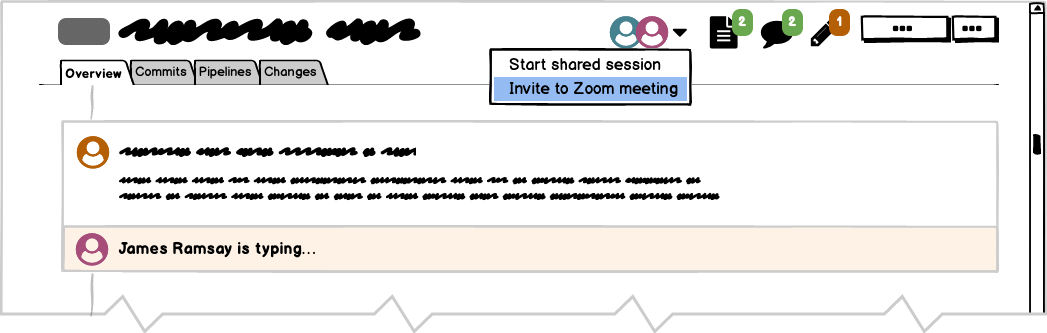 2 2 1 ... ...
Start shared session
Invite to Zoom meeting
Overview Commits Pipelines Changes
James Ramsay is typing...